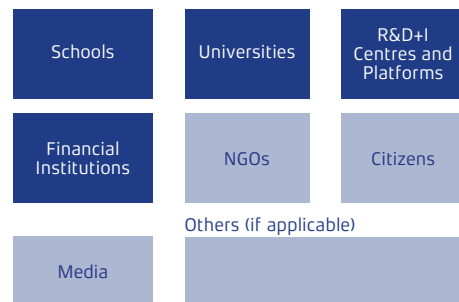 Schools
Universities
R&D+I
Centres and
Platforms
Financial
Institutions
NGOs
Citizens
Others (if applicable)
Media